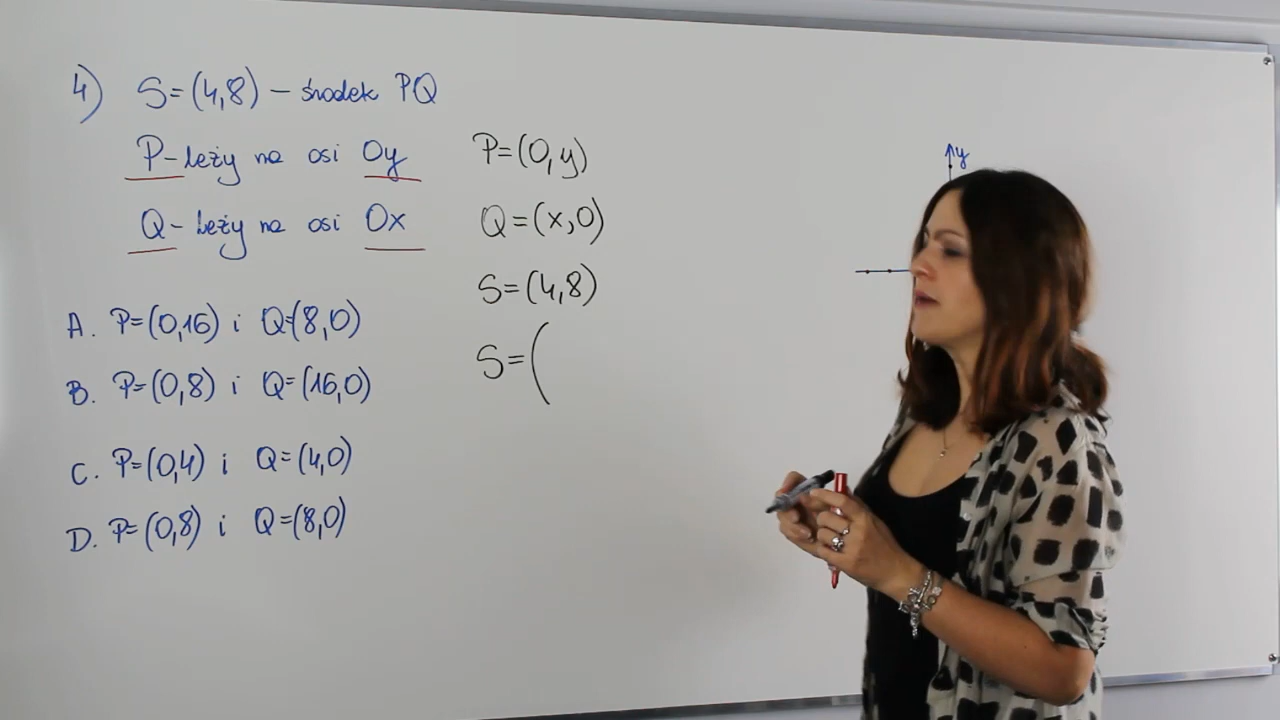 4) S=(4,8) – środek PQ
P – leży na osi Oy
Q – leży na osi Ox
A. P=(0,16) i Q=(8,0)
B. P=(0,8) i Q=(16,0)
C. P=(0,4) i Q=(4,0)
D. P=(0,8) i Q=(8,0)
P=(0,y)
Q=(x,0)
S=(4,8)
S=(
y